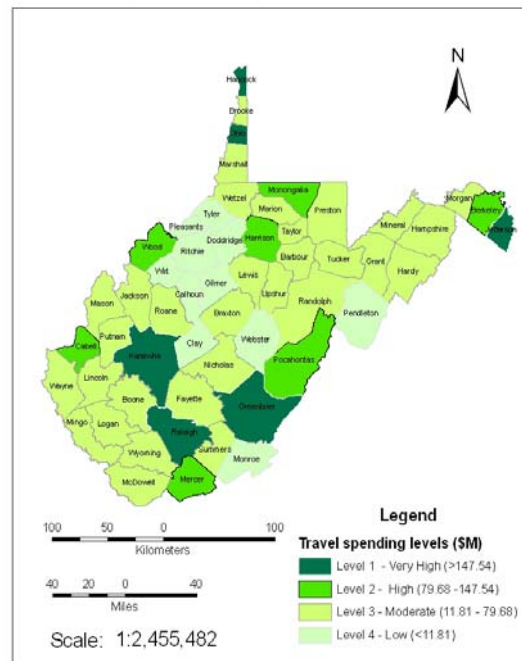 N
Hancock
Brooke
Ohio
Marshall
Wetzel
Monongalia
Marion
Preston
Morgan
Berkeley
Jefferson
Tyler
Pleasants
Doddridge
Harrison
Taylor
Mineral
Hampshire
Wood
Ritchie
Barbour
Tucker
Grant
Wirt
Gilmer
Lewis
Hardy
Mason
Jackson
Calhoun
Upshur
Randolph
Roane
Braxton
Pendleton
Putnam
Clay
Webster
Cabell
Kanawha
Nicholas
Pocahontas
Wayne
Lincoln
Boone
Fayette
Greenbrier
Mingo
Logan
Raleigh
Wyoming
Summers
Monroe
McDowell
Mercer
Legend
Travel spending levels ($M)
Level 1 - Very High (>147.54)
Level 2 - High (79.68 -147.54)
Level 3 - Moderate (11.81 - 79.68)
Level 4 - Low (<11.81)
100 50 0 100
Kilometers
40 20 0 40
Miles
Scale: 1:2,455,482